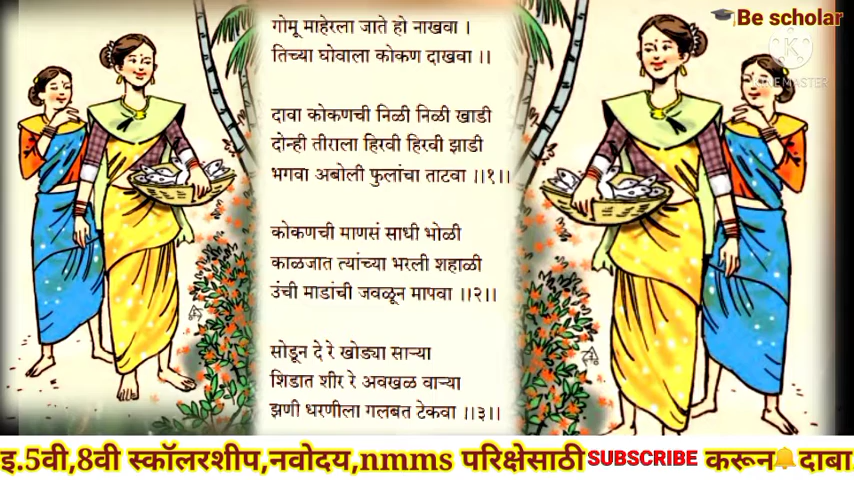 Be scholar
KINEMASTER
गोमू माहेरला जाते हो नाखवा ।
तिच्या घोवाला कोकण दाखवा ।।
दावा कोकणची निळी निळी खाडी
दोन्ही तीराला हिरवी हिरवी झाडी
भगवा अबोली फुलांचा ताटवा ।।१।।
कोकणची माणसं साधी भोळी
काळजात त्यांच्या भरली शहाळी
उंची माडांची जवळून मापवा ।।२।।
सोडून दे रे खोड्या साऱ्या
शिडात शीर रे अवखळ वाऱ्या
झणी धरणीला गलबत टेकवा ।।३।।
इ.5वी,8वी स्कॉलरशीप,नवोदय,nmms परिक्षेसाठी SUBSCRIBE करून दाबा.